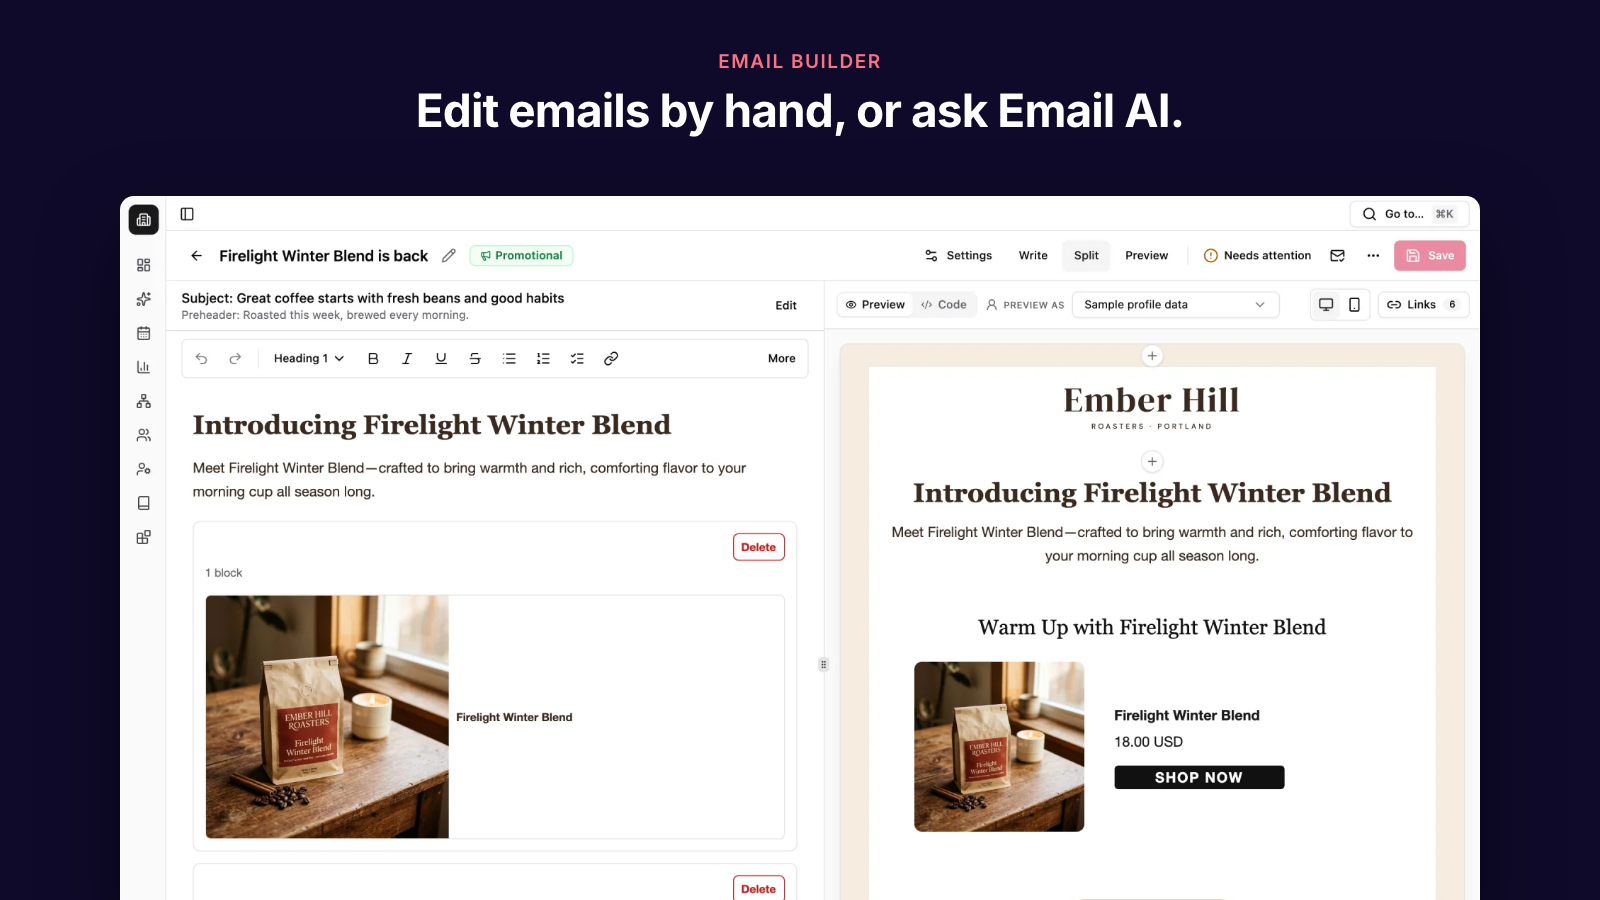 EMAIL BUILDER
Edit emails by hand, or ask Email AI.
Go to... ⌘K
Firelight Winter Blend is back
Promotional
Settings
Write
Split
Preview
Needs attention
Save
Subject: Great coffee starts with fresh beans and good habits
Preheader: Roasted this week, brewed every morning.
Edit
Preview
Code
PREVIEW AS
Sample profile data
Links 6
Heading 1
B I U S
More
Introducing Firelight Winter Blend
Meet Firelight Winter Blend—crafted to bring warmth and rich, comforting flavor to your
morning cup all season long.
Delete
1 block
EMBER HILL
ROASTERS
Firelight
Winter Blend
Firelight Winter Blend
Delete
Ember Hill
ROASTERS · PORTLAND
Introducing Firelight Winter Blend
Meet Firelight Winter Blend—crafted to bring warmth and rich, comforting flavor to
your morning cup all season long.
Warm Up with Firelight Winter Blend
EMBER HILL
ROASTERS
Firelight
Winter Blend
Firelight Winter Blend
18.00 USD
SHOP NOW